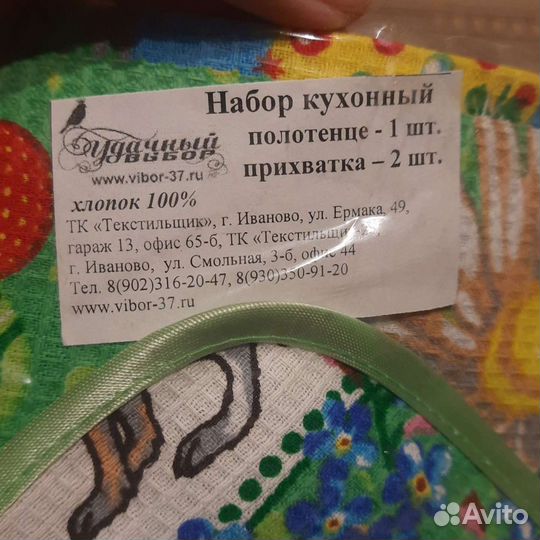 Набор кухонный
полотенце - 1 шт.
прихватка – 2 шт.
удачный
ВЫБОР
www.vibor-37.ru
хлопок 100%
ТК «Текстильщик», г. Иваново, ул. Ермака, 49,
гараж 13, офис 65-б, ТК «Текстильщик»,
г. Иваново, ул. Смольная, 3-б, офис 44
Тел. 8(902)316-20-47, 8(930)350-91-20
www.vibor-37.ru
Avito